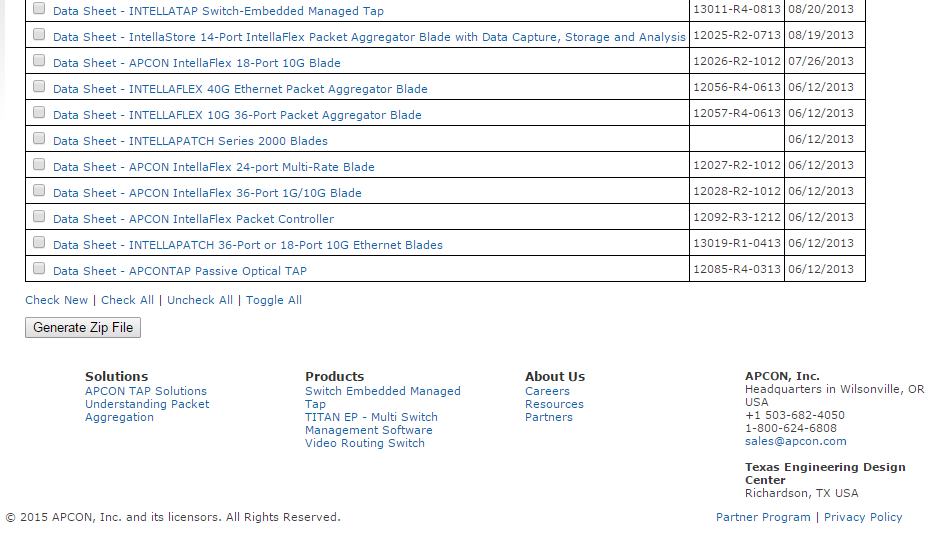 Data Sheet - INTELLATAP Switch-Embedded Managed Tap 13011-R4-0813 08/20/2013
Data Sheet - IntellaStore 14-Port IntellaFlex Packet Aggregator Blade with Data Capture, Storage and Analysis 12025-R2-0713 08/19/2013
Data Sheet - APCON IntellaFlex 18-Port 10G Blade 12026-R2-1012 07/26/2013
Data Sheet - INTELLAFLEX 40G Ethernet Packet Aggregator Blade 12056-R4-0613 06/12/2013
Data Sheet - INTELLAFLEX 10G 36-Port Packet Aggregator Blade 12057-R4-0613 06/12/2013
Data Sheet - INTELLAPATCH Series 2000 Blades 06/12/2013
Data Sheet - APCON IntellaFlex 24-port Multi-Rate Blade 12027-R2-1012 06/12/2013
Data Sheet - APCON IntellaFlex 36-Port 1G/10G Blade 12028-R2-1012 06/12/2013
Data Sheet - APCON IntellaFlex Packet Controller 12092-R3-1212 06/12/2013
Data Sheet - INTELLAPATCH 36-Port or 18-Port 10G Ethernet Blades 13019-R1-0413 06/12/2013
Data Sheet - APCONTAP Passive Optical TAP 12085-R4-0313 06/12/2013
Check New | Check All | Uncheck All | Toggle All
Generate Zip File
Solutions
APCON TAP Solutions
Understanding Packet
Aggregation
Products
Switch Embedded Managed
Tap
TITAN EP - Multi Switch
Management Software
Video Routing Switch
About Us
Careers
Resources
Partners
APCON, Inc.
Headquarters in Wilsonville, OR
USA
+1 503-682-4050
1-800-624-6808
sales@apcon.com
Texas Engineering Design
Center
Richardson, TX USA
© 2015 APCON, Inc. and its licensors. All Rights Reserved.
Partner Program | Privacy Policy